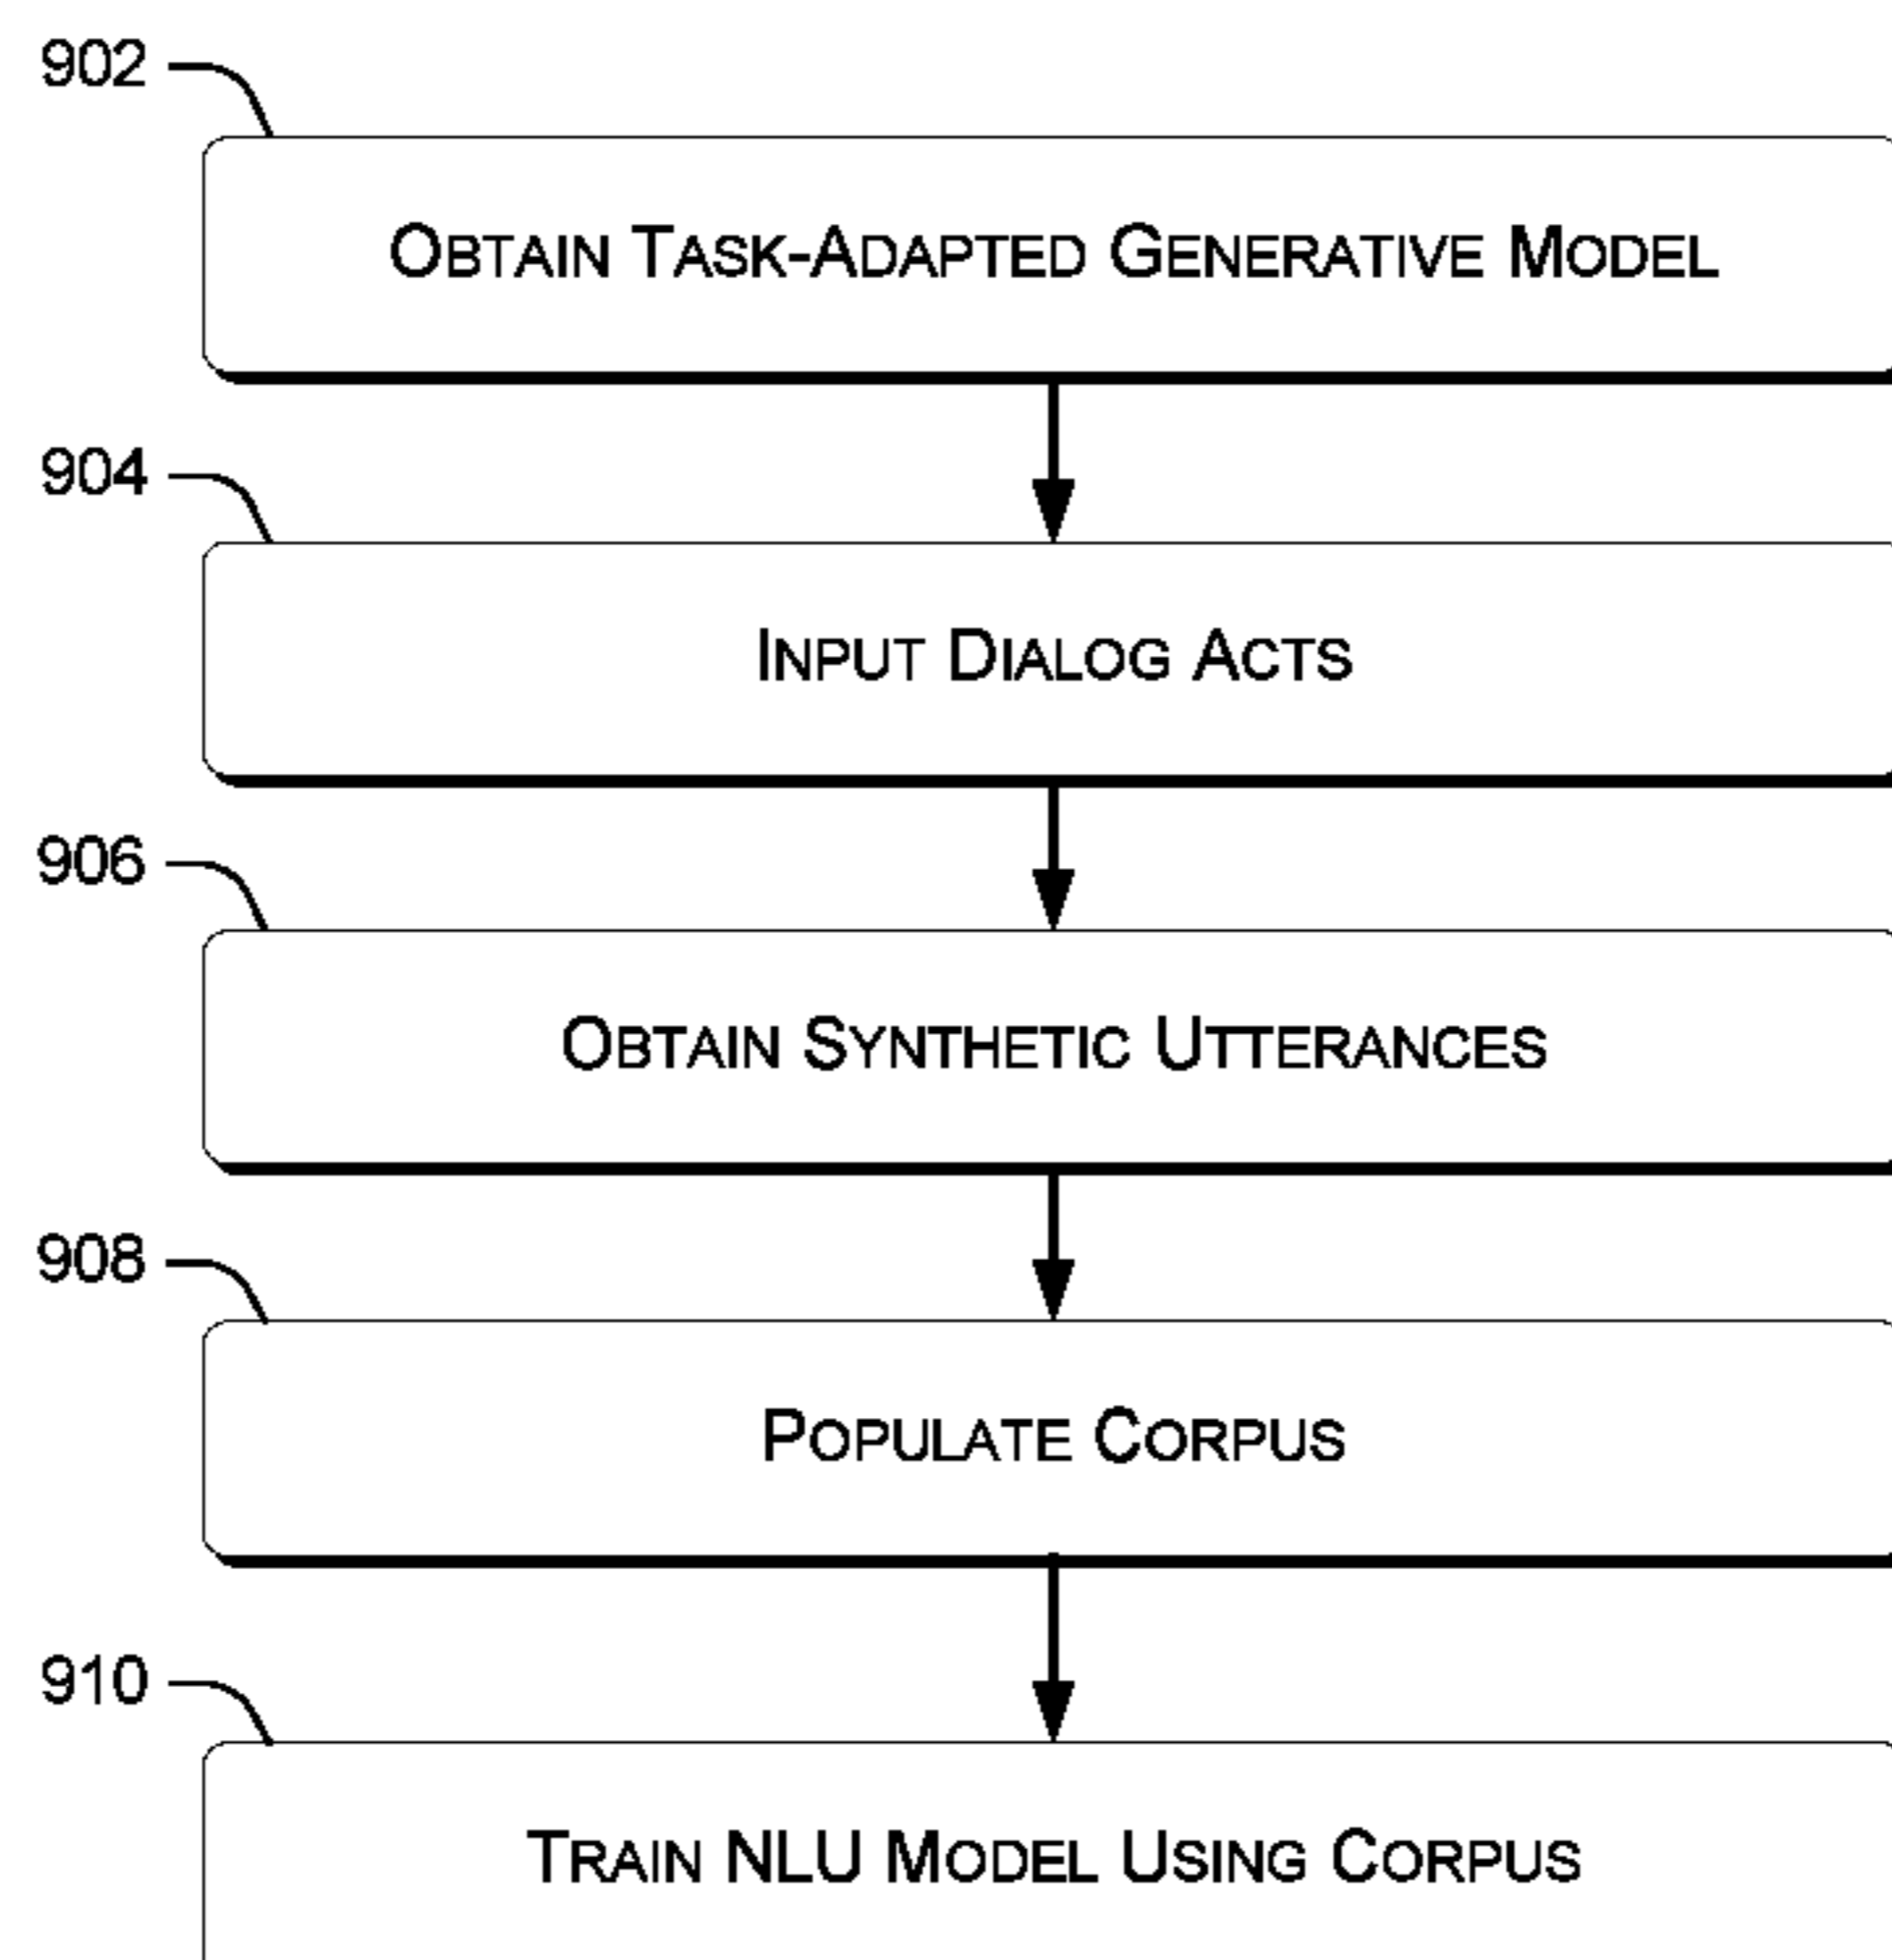 902
OBTAIN TASK-ADAPTED GENERATIVE MODEL
904
INPUT DIALOG ACTS
906
OBTAIN SYNTHETIC UTTERANCES
908
POPULATE CORPUS
910
TRAIN NLU MODEL USING CORPUS